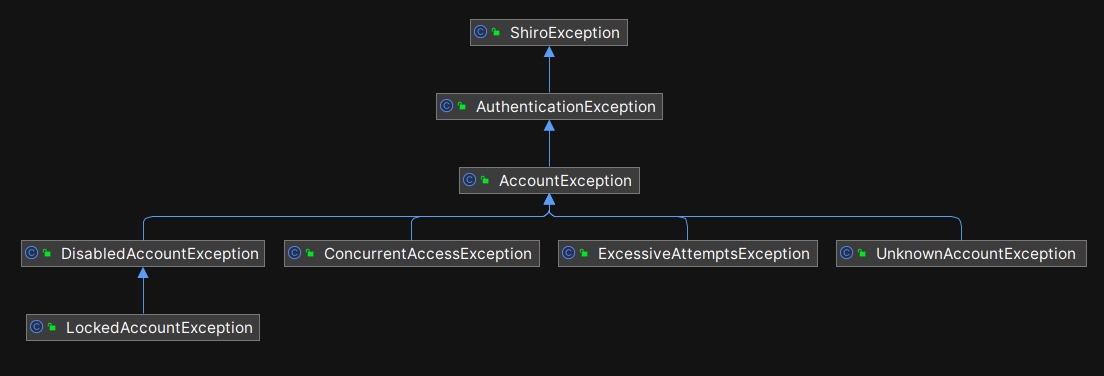 ShiroException
AuthenticationException
AccountException
DisabledAccountException
ConcurrentAccessException
ExcessiveAttemptsException
UnknownAccountException
LockedAccountException